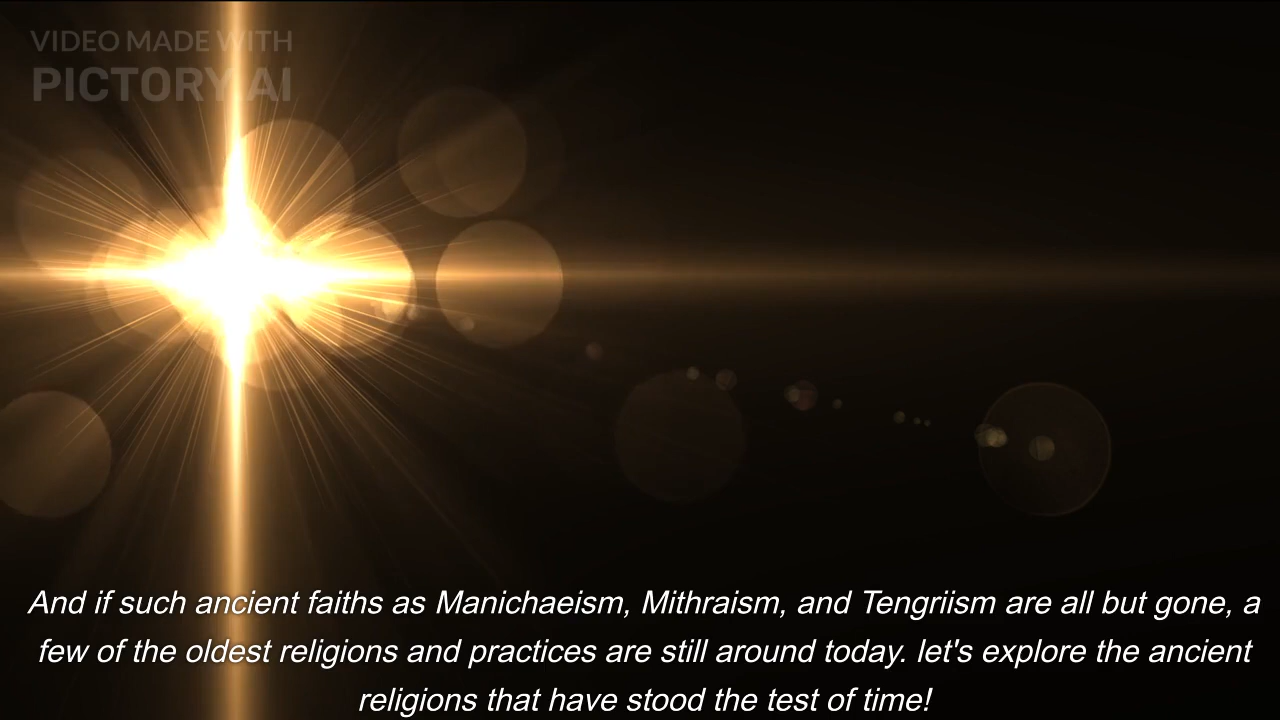 VIDEO MADE WITH
PICTORY.AI
And if such ancient faiths as Manichaeism, Mithraism, and Tengriism are all but gone, a
few of the oldest religions and practices are still around today. let's explore the ancient
religions that have stood the test of time!